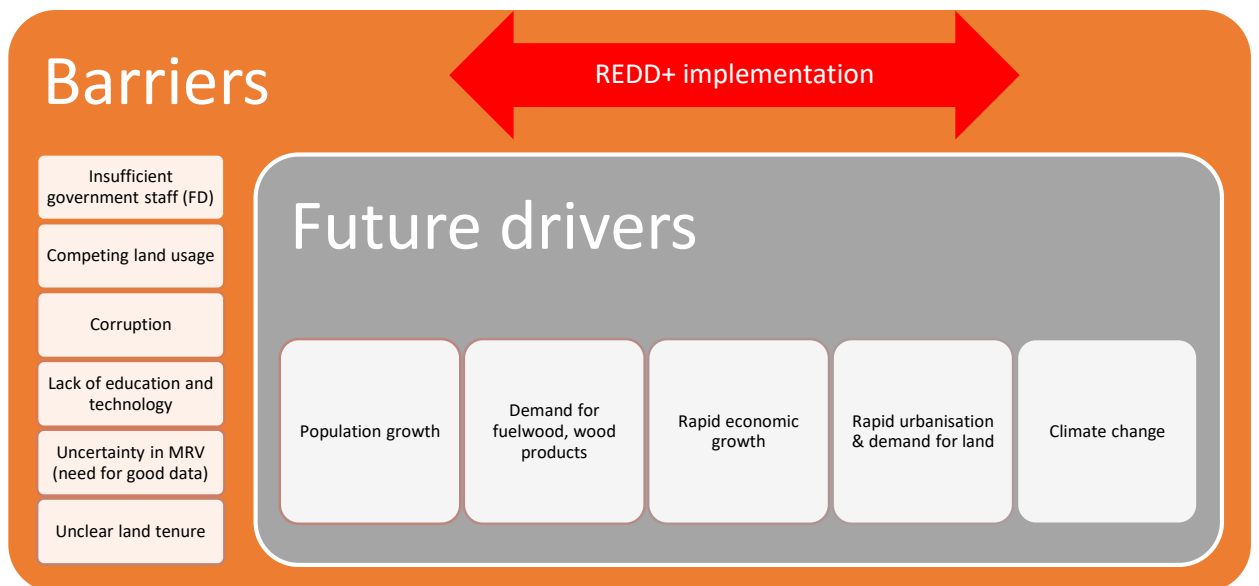 Barriers
REDD+ implementation
Insufficient
government staff (FD)
Competing land usage
Corruption
Lack of education and
technology
Uncertainty in MRV
(need for good data)
Unclear land tenure
Future drivers
Population growth
Demand for
fuelwood, wood
products
Rapid economic
growth
Rapid urbanisation
& demand for land
Climate change